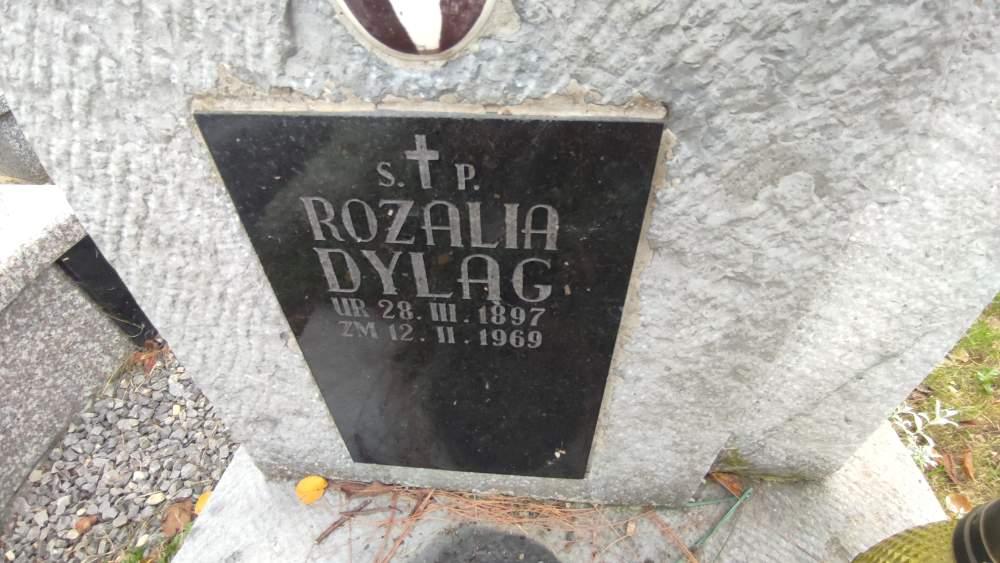 S. P.
ROZALIA
DYLĄG
UR 28. III. 1897
ZM 12. II. 1969